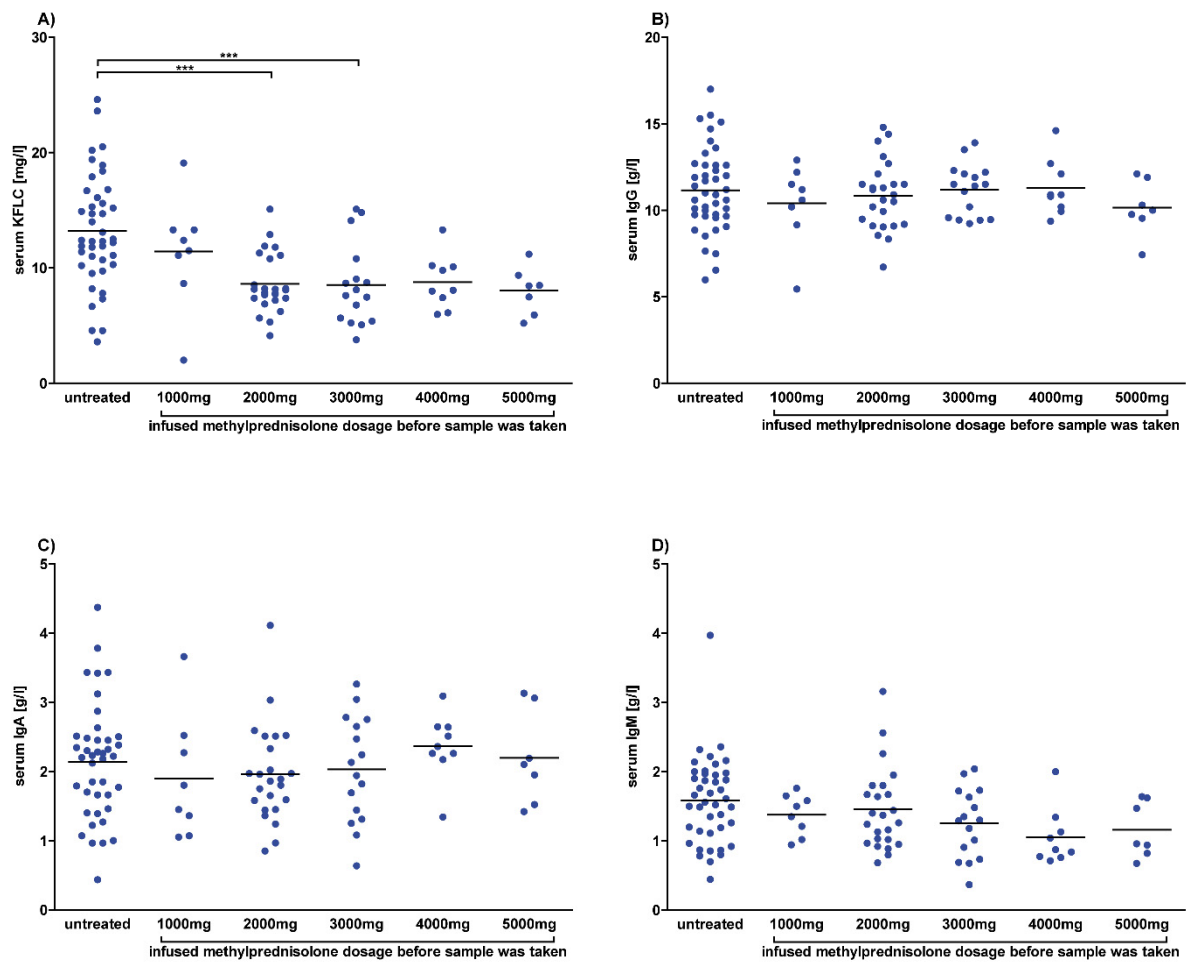 A)
serum KFLC [mg/l]
30
20
10
0
***
***
untreated 1000mg 2000mg 3000mg 4000mg 5000mg
infused methylprednisolone dosage before sample was taken
B)
serum IgG [g/l]
20
15
10
5
0
untreated 1000mg 2000mg 3000mg 4000mg 5000mg
infused methylprednisolone dosage before sample was taken
C)
serum IgA [g/l]
5
4
3
2
1
0
untreated 1000mg 2000mg 3000mg 4000mg 5000mg
infused methylprednisolone dosage before sample was taken
D)
serum IgM [g/l]
5
4
3
2
1
0
untreated 1000mg 2000mg 3000mg 4000mg 5000mg
infused methylprednisolone dosage before sample was taken